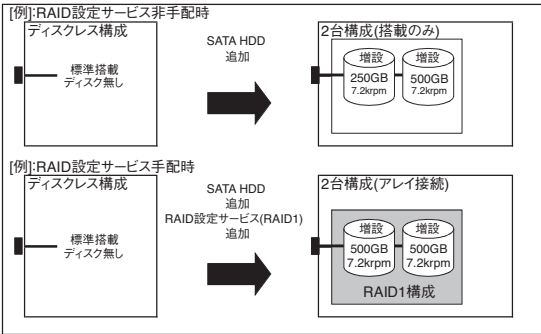 [例]:RAID設定サービス非手配時
ディスクレス構成
標準搭載
ディスク無し
SATA HDD
追加
2台構成(搭載のみ)
増設
250GB
7.2krpm
増設
500GB
7.2krpm
[例]:RAID設定サービス手配時
ディスクレス構成
標準搭載
ディスク無し
SATA HDD
追加
RAID設定サービス(RAID1)
追加
2台構成(アレイ接続)
増設
500GB
7.2krpm
増設
500GB
7.2krpm
RAID1構成